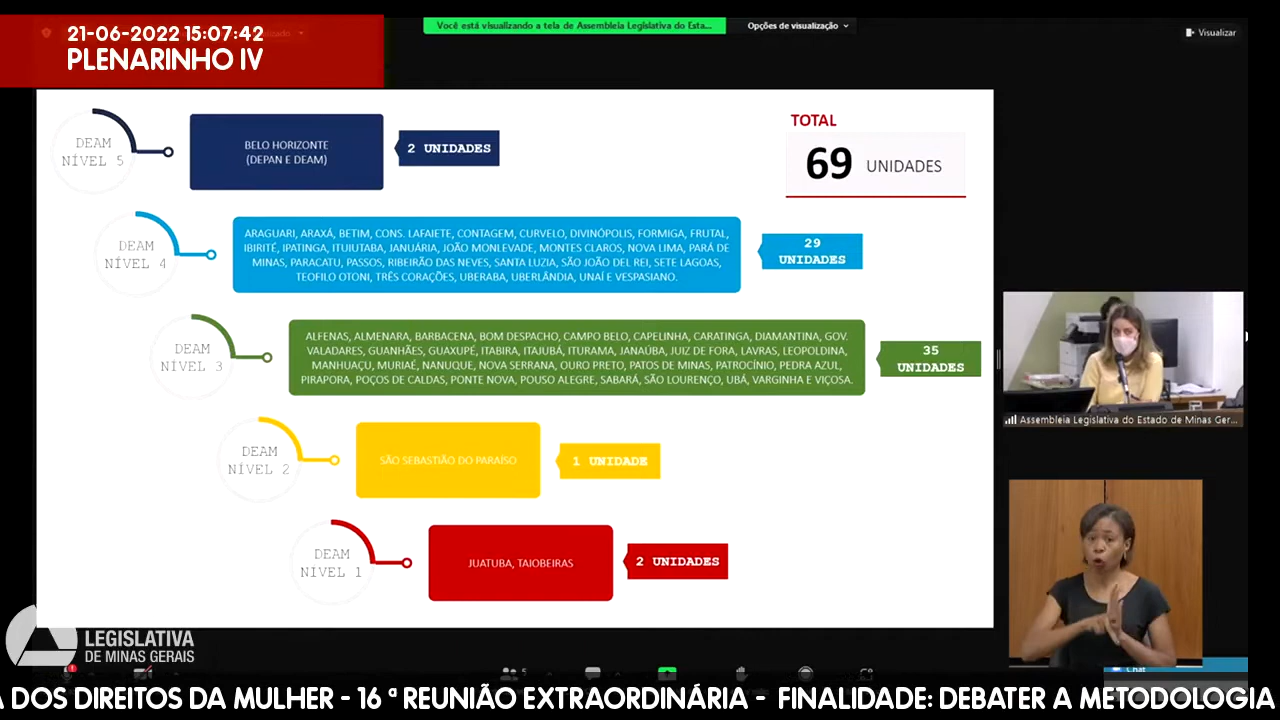 21-06-2022 15:07:42
PLENARINHO IV
Você está visualizando a tela de Assembleia Legislativa do Esta...
Opções de visualização
Visualizar
DEAM
NÍVEL 5
BELO HORIZONTE
(DEPAN E DEAM)
2 UNIDADES
TOTAL
69 UNIDADES
DEAM
NÍVEL 4
ARAGUARI, ARAXÁ, BETIM, CONS. LAFAIETE, CONTAGEM, CURVELO, DIVINÓPOLIS, FORMIGA, FRUTAL,
IBIRITÉ, IPATINGA, ITUIUTABA, JANUÁRIA, JOÃO MONLEVADE, MONTES CLAROS, NOVA LIMA, PARÁ DE
MINAS, PARACATU, PASSOS, RIBEIRÃO DAS NEVES, SANTA LUZIA, SÃO JOÃO DEL REI, SETE LAGOAS,
TEOFILO OTONI, TRÊS CORAÇÕES, UBERABA, UBERLÂNDIA, UNAÍ E VESPASIANO.
29
UNIDADES
DEAM
NÍVEL 3
ALFENAS, ALMENARA, BARBACENA, BOM DESPACHO, CAMPO BELO, CAPELINHA, CARATINGA, DIAMANTINA, GOV.
VALADARES, GUANHÃES, GUAXUPÉ, ITABIRA, ITAJUBÁ, ITURAMA, JANAÚBA, JUIZ DE FORA, LAVRAS, LEOPOLDINA,
MANHUAÇU, MURIAÉ, NANUQUE, NOVA SERRANA, OURO PRETO, PATOS DE MINAS, PATROCÍNIO, PEDRA AZUL,
PIRAPORA, POÇOS DE CALDAS, PONTE NOVA, POUSO ALEGRE, SABARÁ, SÃO LOURENÇO, UBÁ, VARGINHA E VIÇOSA.
35
UNIDADES
Assembleia Legislativa do Estado de Minas Ger...
DEAM
NÍVEL 2
SÃO SEBASTIÃO DO PARAÍSO
1 UNIDADE
DEAM
NIVEL 1
JUATUBA, TAIOBEIRAS
2 UNIDADES
LEGISLATIVA
DE MINAS GERAIS
5
Chat
A DOS DIREITOS DA MULHER - 16 ª REUNIÃO EXTRAORDINÁRIA - FINALIDADE: DEBATER A METODOLOGIA